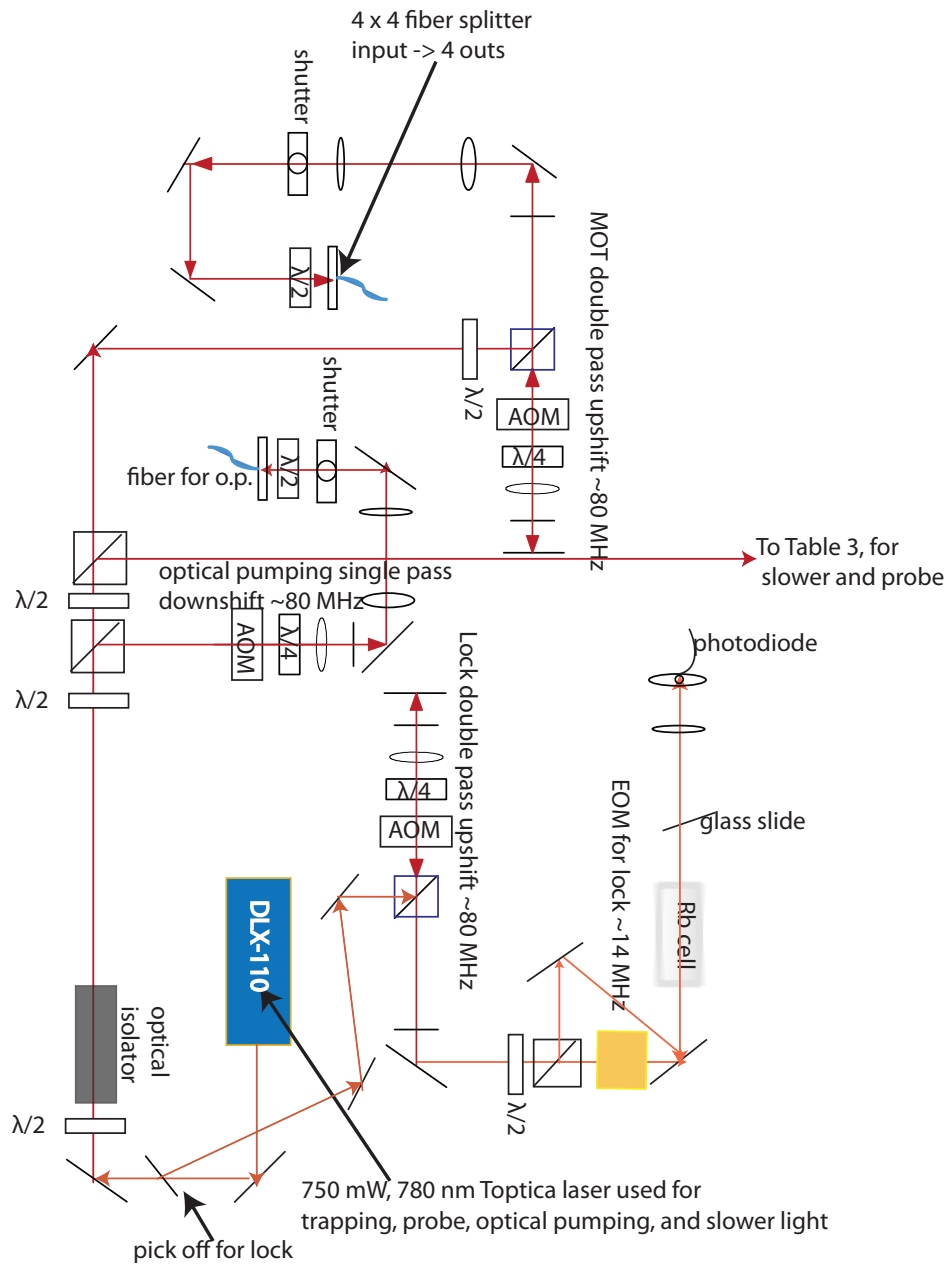 4 x 4 fiber splitter
input -> 4 outs
shutter
λ/2
MOT double pass upshift ~80 MHz
λ/2
shutter
AOM
λ/4
λ/2
fiber for o.p.
To Table 3, for
slower and probe
optical pumping single pass
downshift ~80 MHz
λ/2
AOM
λ/4
photodiode
λ/2
Lock double pass upshift ~80 MHz
λ/4
AOM
EOM for lock ~14 MHz
glass slide
DLX-110
Rb cell
optical
isolator
λ/2
λ/2
750 mW, 780 nm Toptica laser used for
trapping, probe, optical pumping, and slower light
pick off for lock